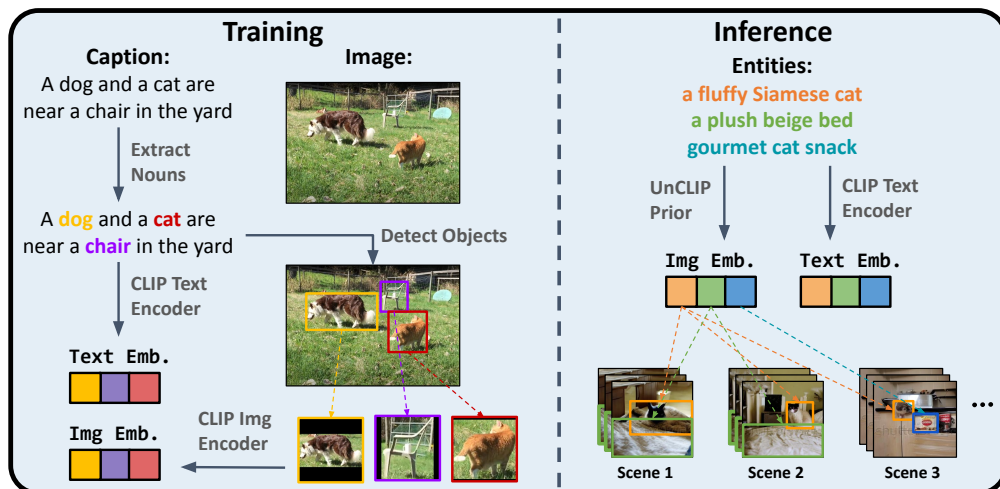 Training
Caption:
A dog and a cat are
near a chair in the yard
Extract
Nouns
A dog and a cat are
near a chair in the yard
CLIP Text
Encoder
Text Emb.
Img Emb.
Image:
Detect Objects
CLIP Img
Encoder
Inference
Entities:
a fluffy Siamese cat
a plush beige bed
gourmet cat snack
UnCLIP
Prior
CLIP Text
Encoder
Img Emb.
Text Emb.
...
Scene 1
Scene 2
Scene 3